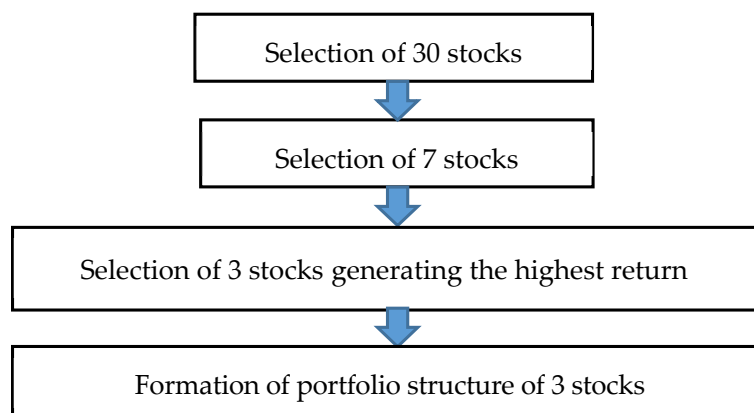 Selection of 30 stocks
Selection of 7 stocks
Selection of 3 stocks generating the highest return
Formation of portfolio structure of 3 stocks